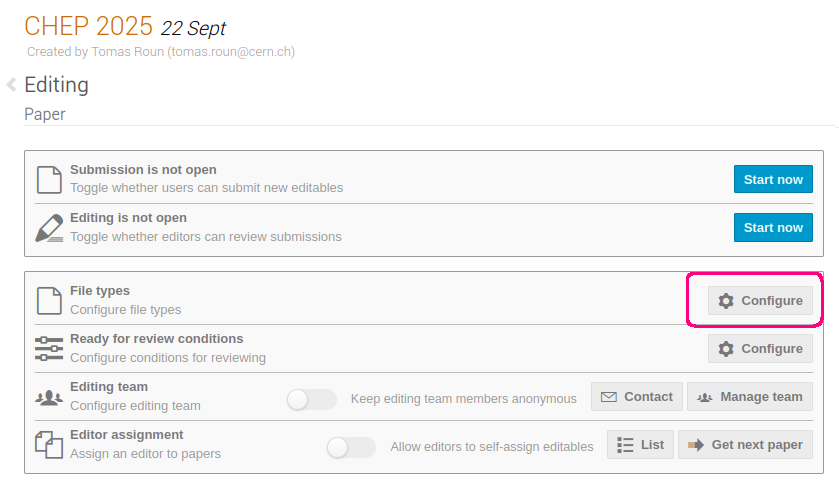 CHEP 2025 22 Sept
Created by Tomas Roun (tomas.roun@cern.ch)
Editing
Paper
Submission is not open
Toggle whether users can submit new editables
Start now
Editing is not open
Toggle whether editors can review submissions
Start now
File types
Configure file types
Configure
Ready for review conditions
Configure conditions for reviewing
Configure
Editing team
Configure editing team
Keep editing team members anonymous
Contact
Manage team
Editor assignment
Assign an editor to papers
Allow editors to self-assign editables
List
Get next paper